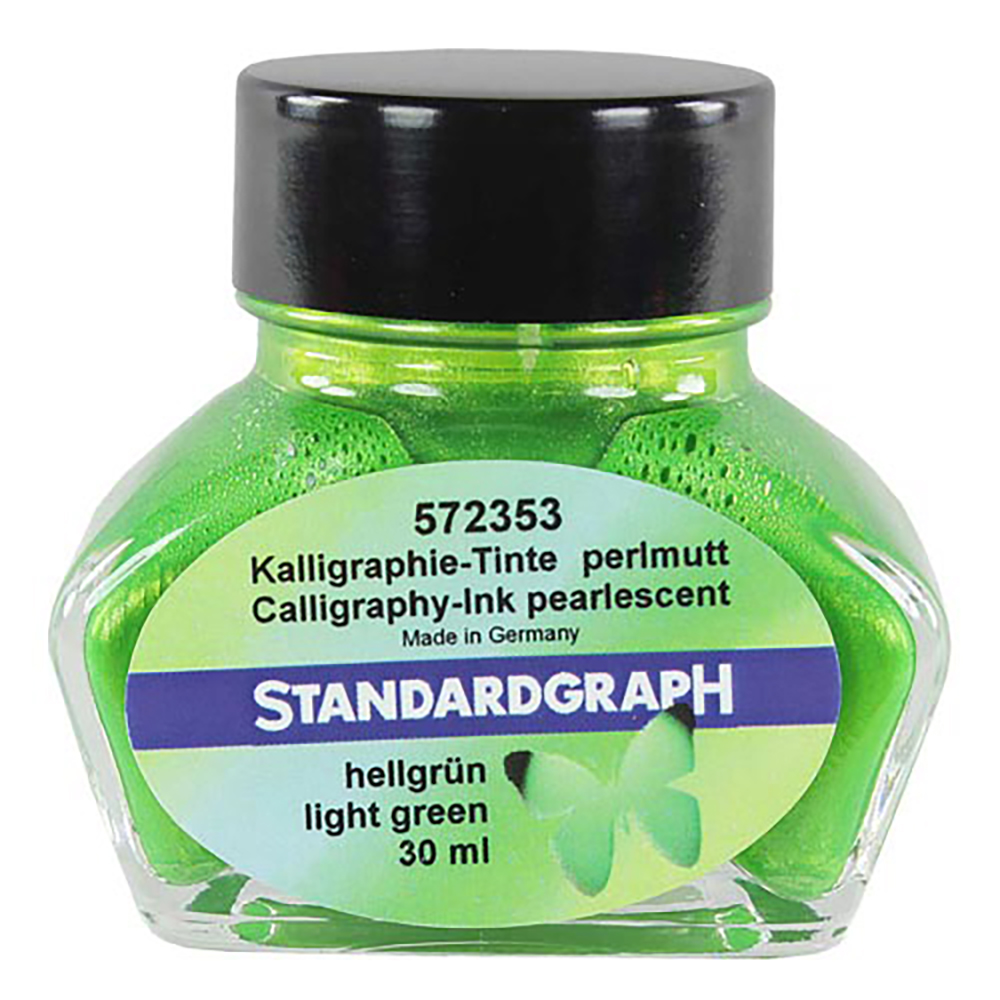 572353
Kalligraphie-Tinte perlmutt
Calligraphy-Ink pearlescent
Made in Germany
STANDARDGRAPH
hellgrün
light green
30 ml